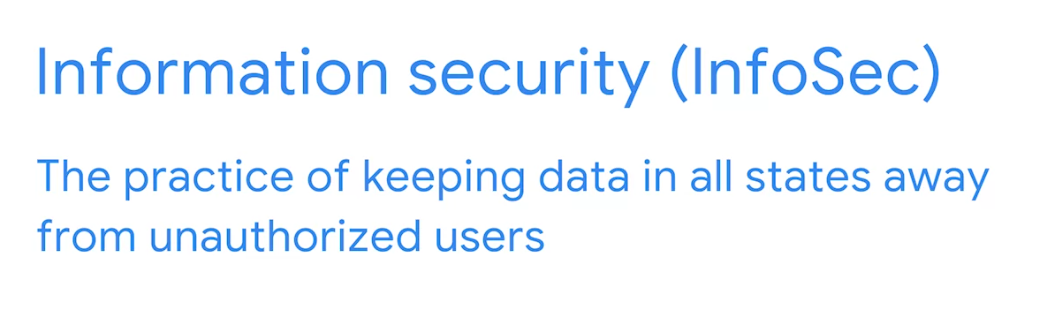 Information security (InfoSec)
The practice of keeping data in all states away
from unauthorized users